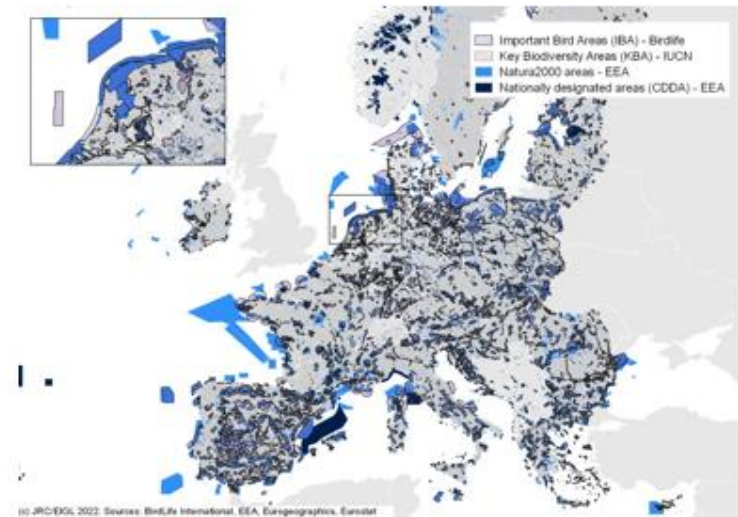 Important Bird Areas (IBA) - Birdlife
Key Biodiversity Areas (KBA) - IUCN
Natura2000 areas - EEA
Nationally designated areas (CDDA) - EEA
(c) JRC/EIGL 2022: Sources: BirdLife International, EEA, Eurogeographics, Eurostat